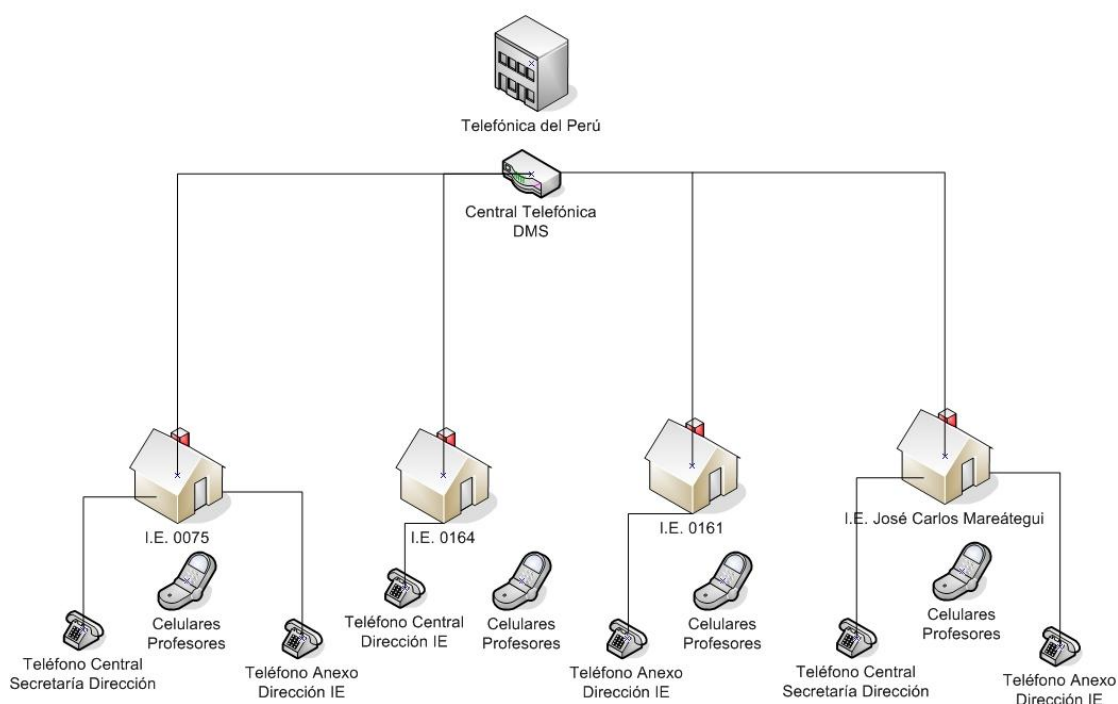 Telefónica del Perú
Central Telefónica
DMS
I.E. 0075
I.E. 0164
I.E. 0161
I.E. José Carlos Mareátegui
Celulares
Profesores
Teléfono Central
Secretaría Dirección
Teléfono Anexo
Dirección IE
Teléfono Central
Dirección IE
Celulares
Profesores
Teléfono Anexo
Dirección IE
Celulares
Profesores
Teléfono Central
Secretaría Dirección
Celulares
Profesores
Teléfono Anexo
Dirección IE